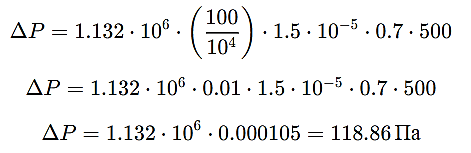 ΔP = 1.132 · 10⁶ · (100/10⁴) · 1.5 · 10⁻⁵ · 0.7 · 500
ΔP = 1.132 · 10⁶ · 0.01 · 1.5 · 10⁻⁵ · 0.7 · 500
ΔP = 1.132 · 10⁶ · 0.000105 = 118.86 Па